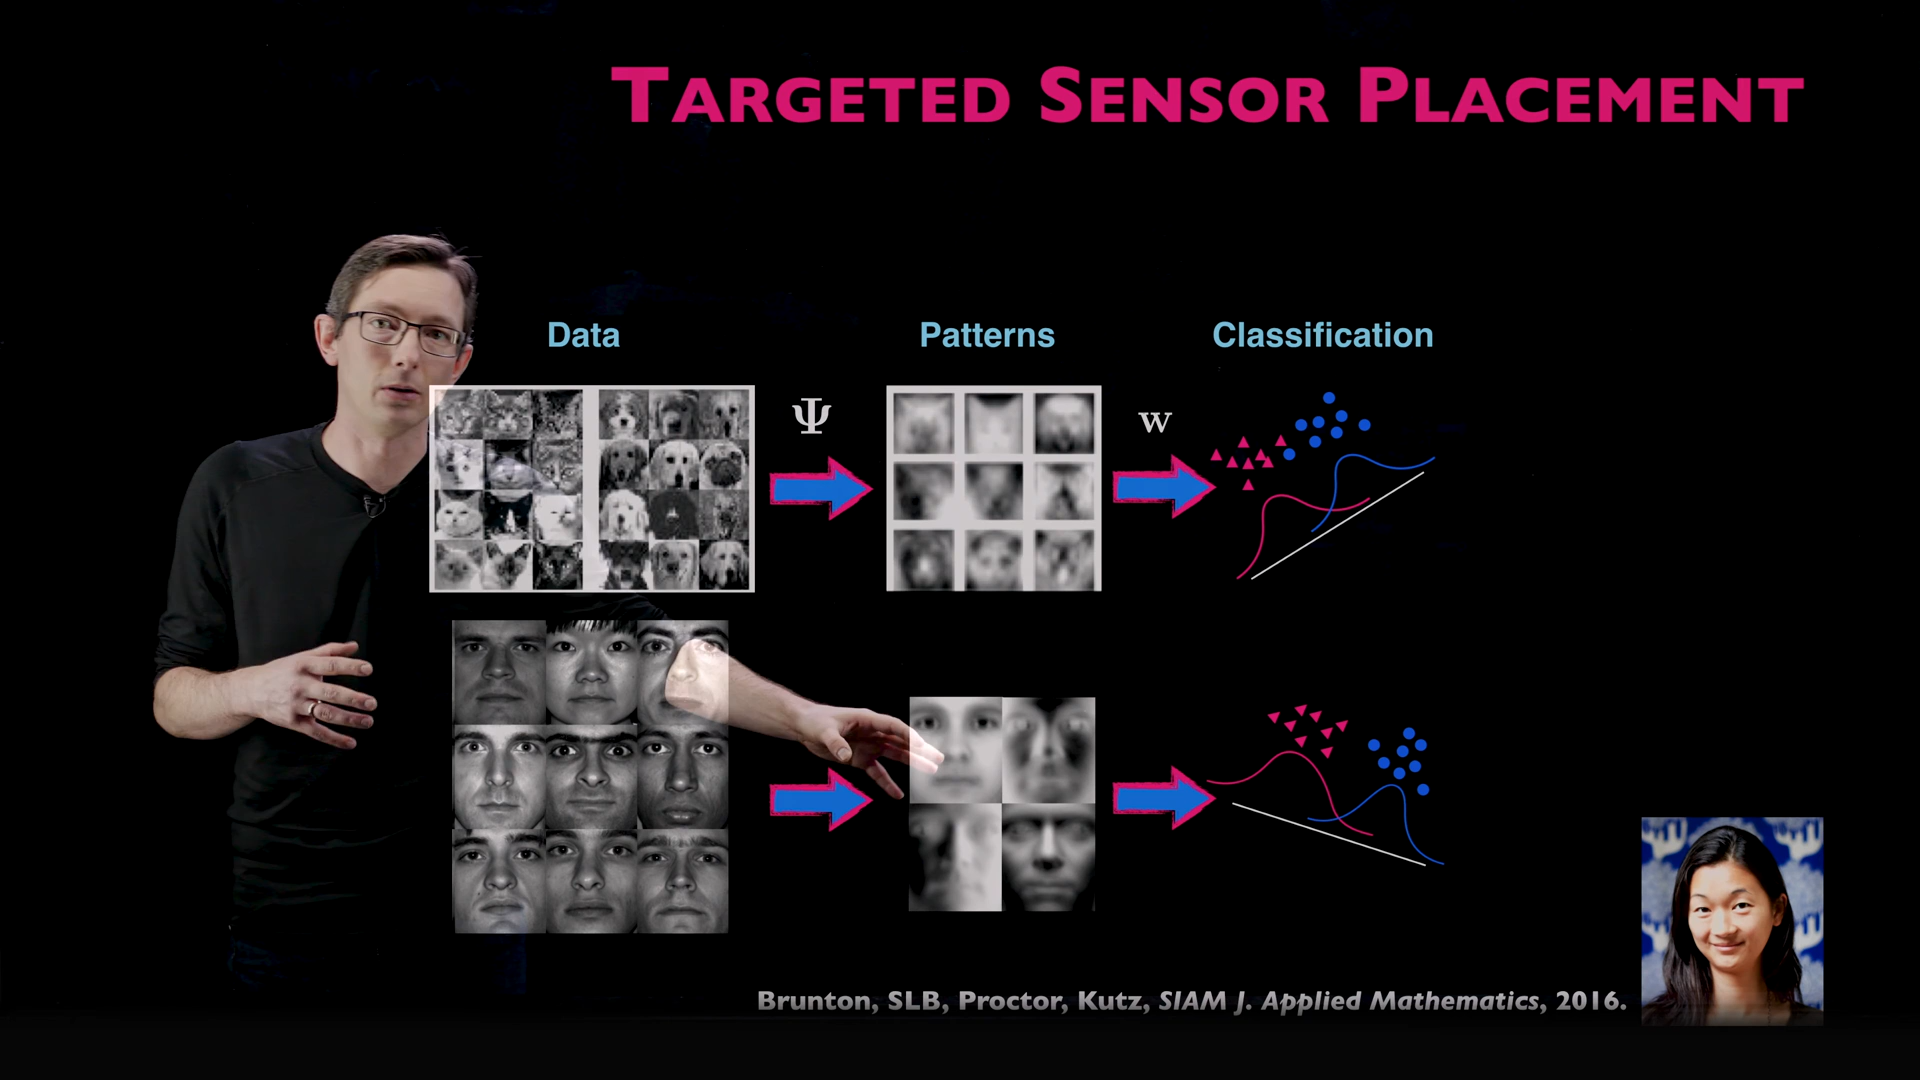 TARGETED SENSOR PLACEMENT
Data
Patterns
Classification
Ψ
w
Brunton, SLB, Proctor, Kutz, SIAM J. Applied Mathematics, 2016.